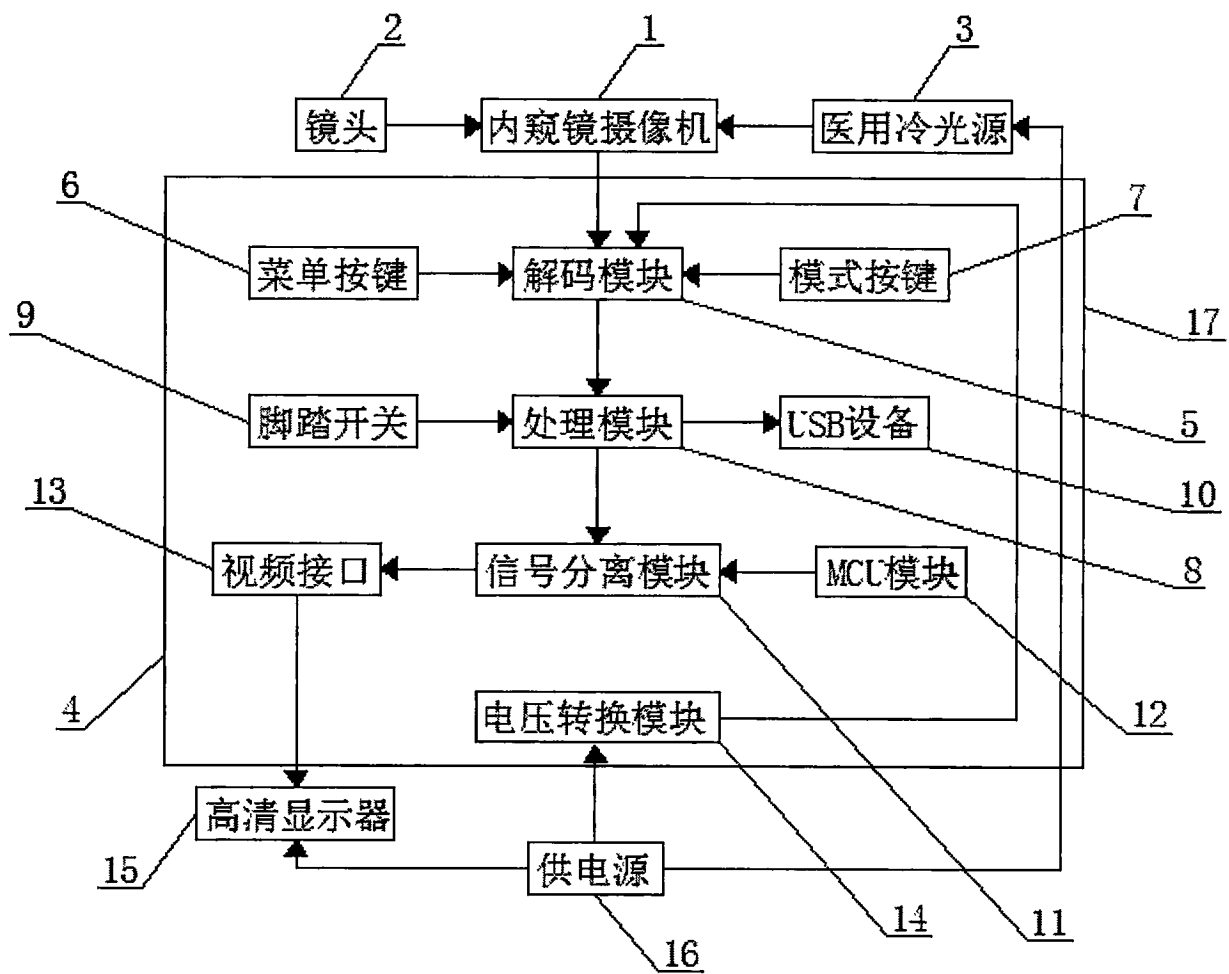 2
1
3
镜头
内窥镜摄像机
医用冷光源
6
7
菜单按键
解码模块
模式按键
9
17
脚踏开关
处理模块
USB设备
5
13
10
视频接口
信号分离模块
MCU模块
8
4
电压转换模块
12
高清显示器
15
供电源
14
11
16